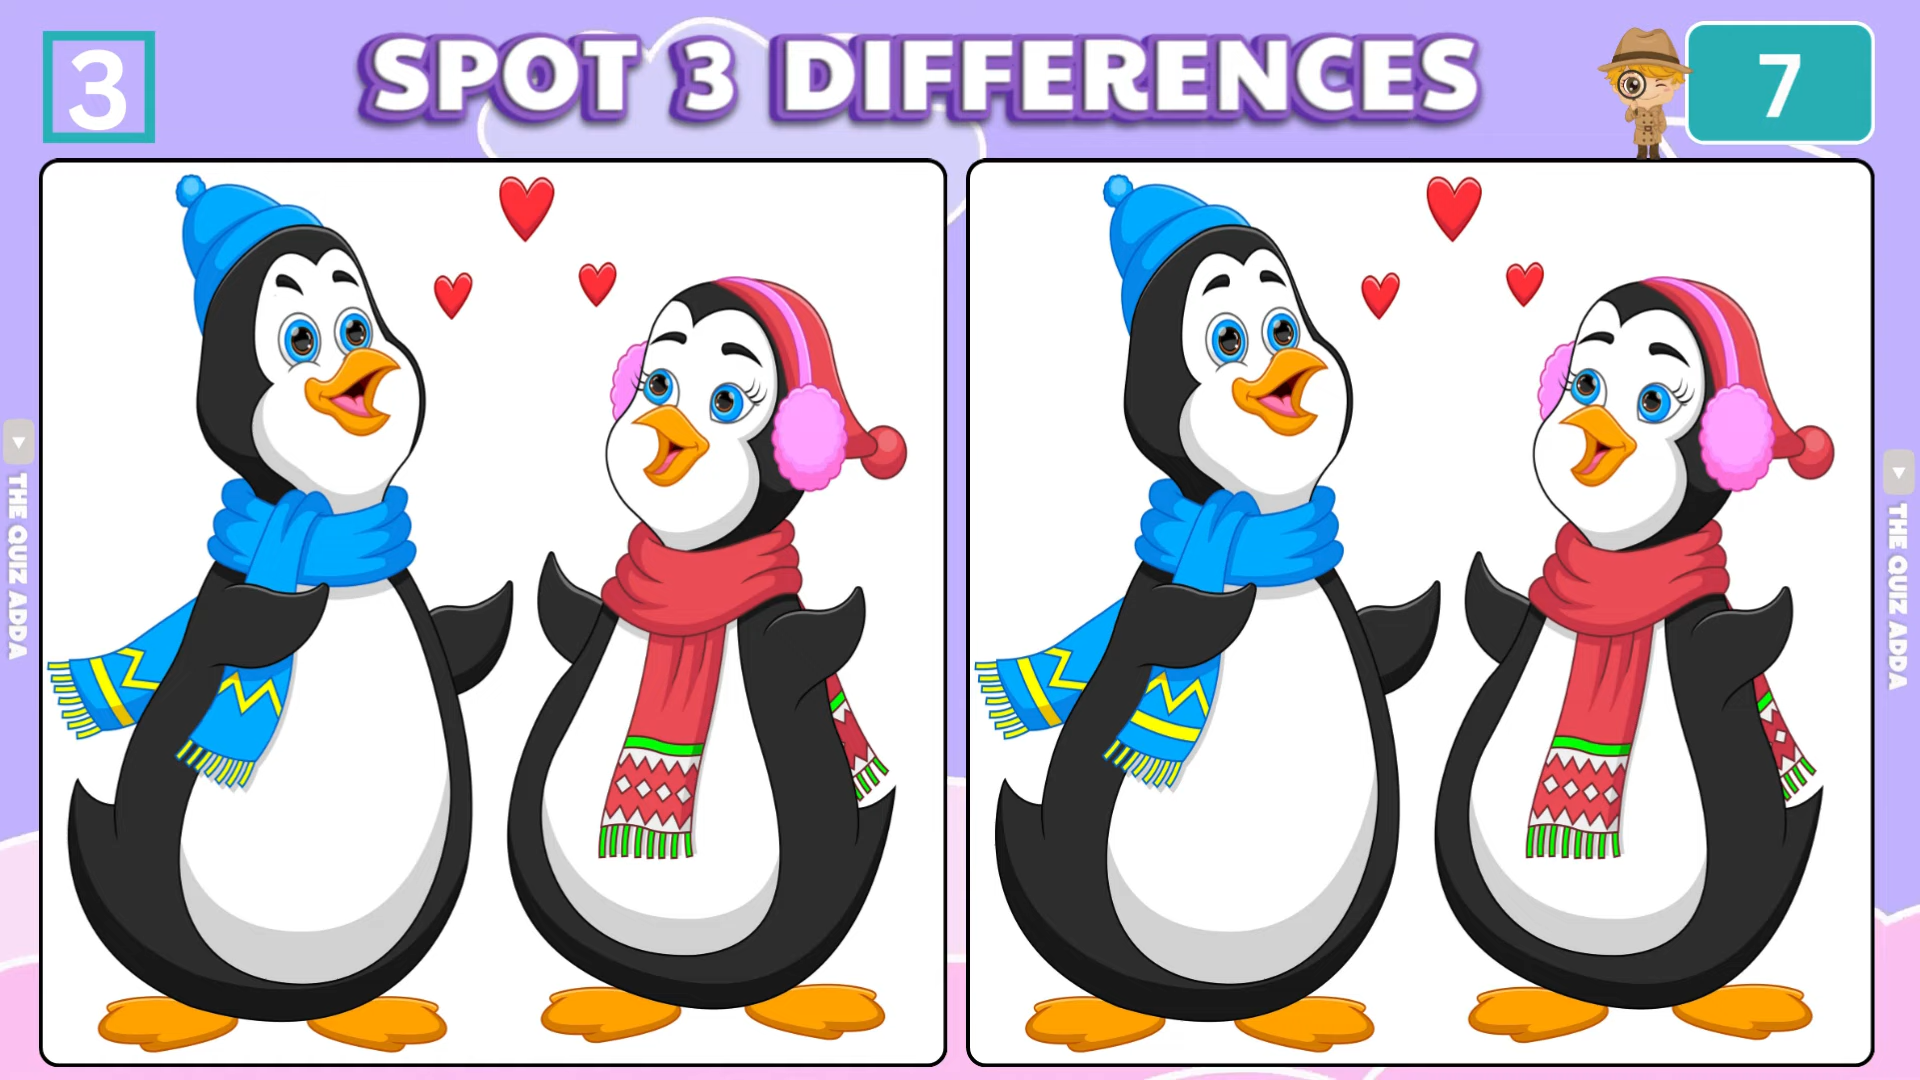 3
SPOT 3 DIFFERENCES
7
THE QUIZ ADDA
THE QUIZ ADDA